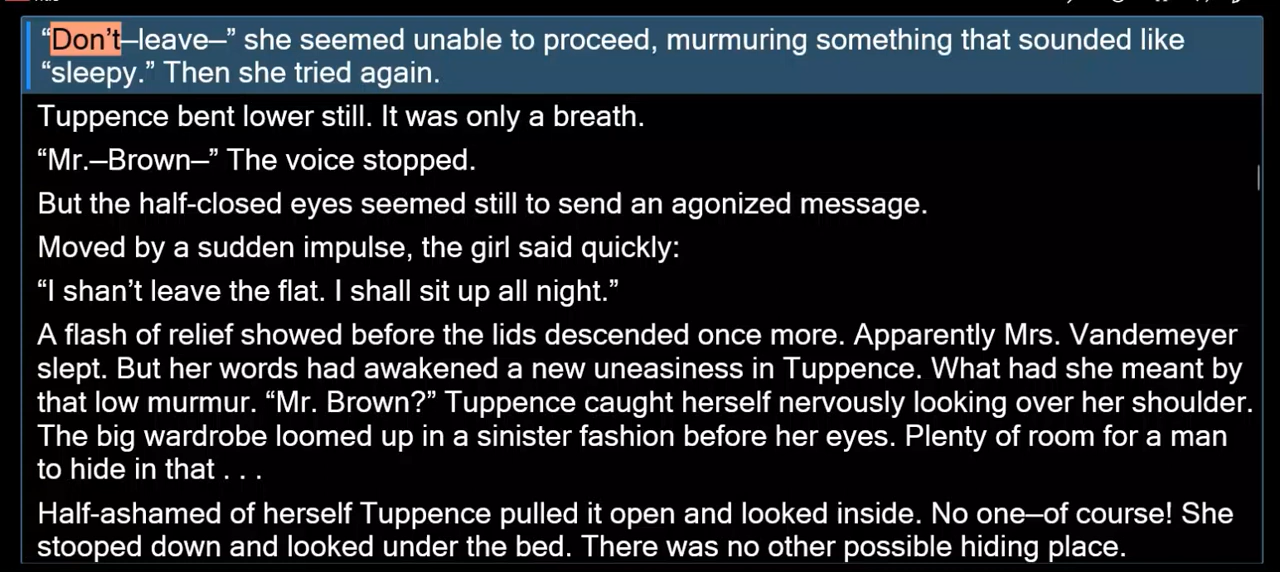 “Don’t–leave–” she seemed unable to proceed, murmuring something that sounded like
“sleepy.” Then she tried again.
Tuppence bent lower still. It was only a breath.
“Mr.–Brown–” The voice stopped.
But the half-closed eyes seemed still to send an agonized message.
Moved by a sudden impulse, the girl said quickly:
“I shan’t leave the flat. I shall sit up all night.”
A flash of relief showed before the lids descended once more. Apparently Mrs. Vandemeyer
slept. But her words had awakened a new uneasiness in Tuppence. What had she meant by
that low murmur. “Mr. Brown?” Tuppence caught herself nervously looking over her shoulder.
The big wardrobe loomed up in a sinister fashion before her eyes. Plenty of room for a man
to hide in that . . .
Half-ashamed of herself Tuppence pulled it open and looked inside. No one–of course! She
stooped down and looked under the bed. There was no other possible hiding place.